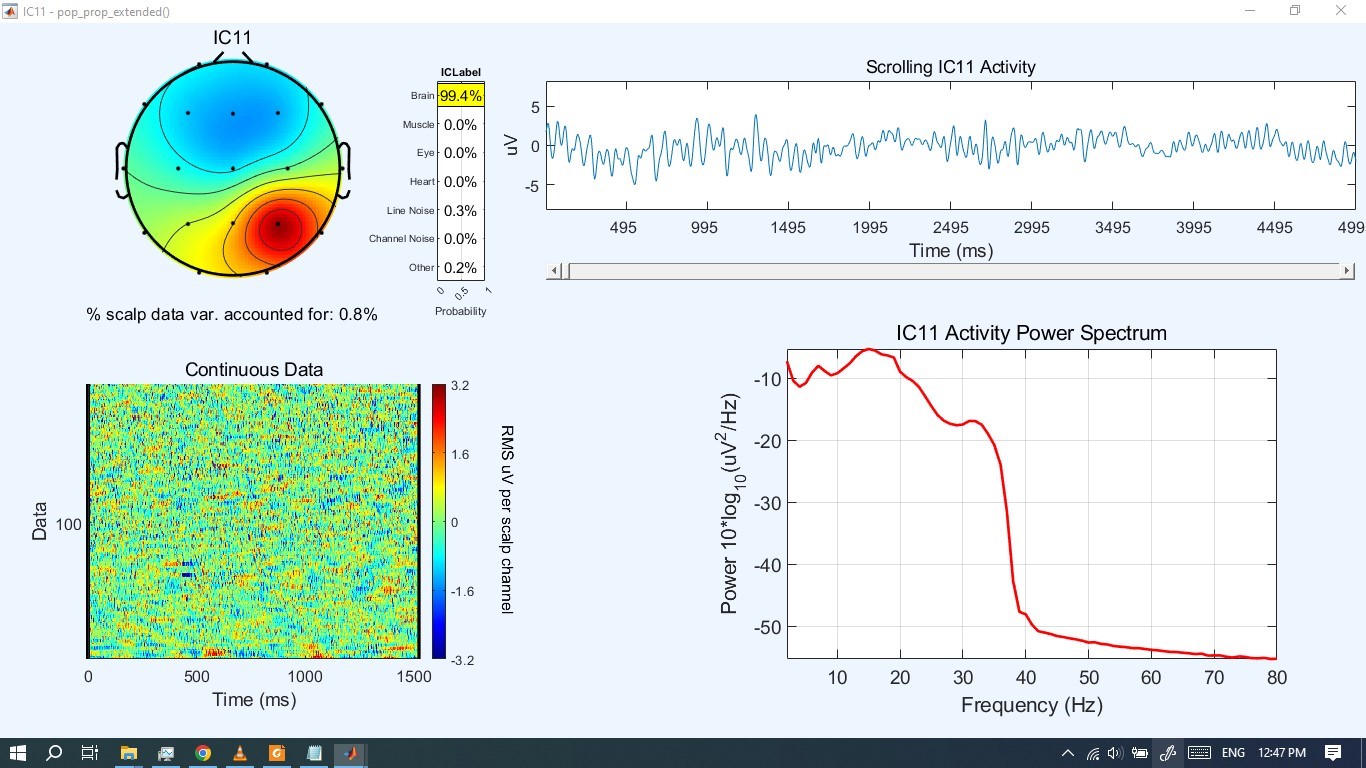 IC11 - pop_prop_extended()
IC11
ICLabel
Brain 99.4%
Muscle 0.0%
Eye 0.0%
Heart 0.0%
Line Noise 0.3%
Channel Noise 0.0%
Other 0.2%
0 0.5 1
Probability
% scalp data var. accounted for: 0.8%
Scrolling IC11 Activity
uV
5
0
-5
495 995 1495 1995 2495 2995 3495 3995 4495 499
Time (ms)
Continuous Data
Data
100
0 500 1000 1500
Time (ms)
3.2
1.6
0
-1.6
-3.2
RMS uV per scalp channel
IC11 Activity Power Spectrum
Power 10*log10(uV2/Hz)
-10
-20
-30
-40
-50
10 20 30 40 50 60 70 80
Frequency (Hz)
ENG 12:47 PM